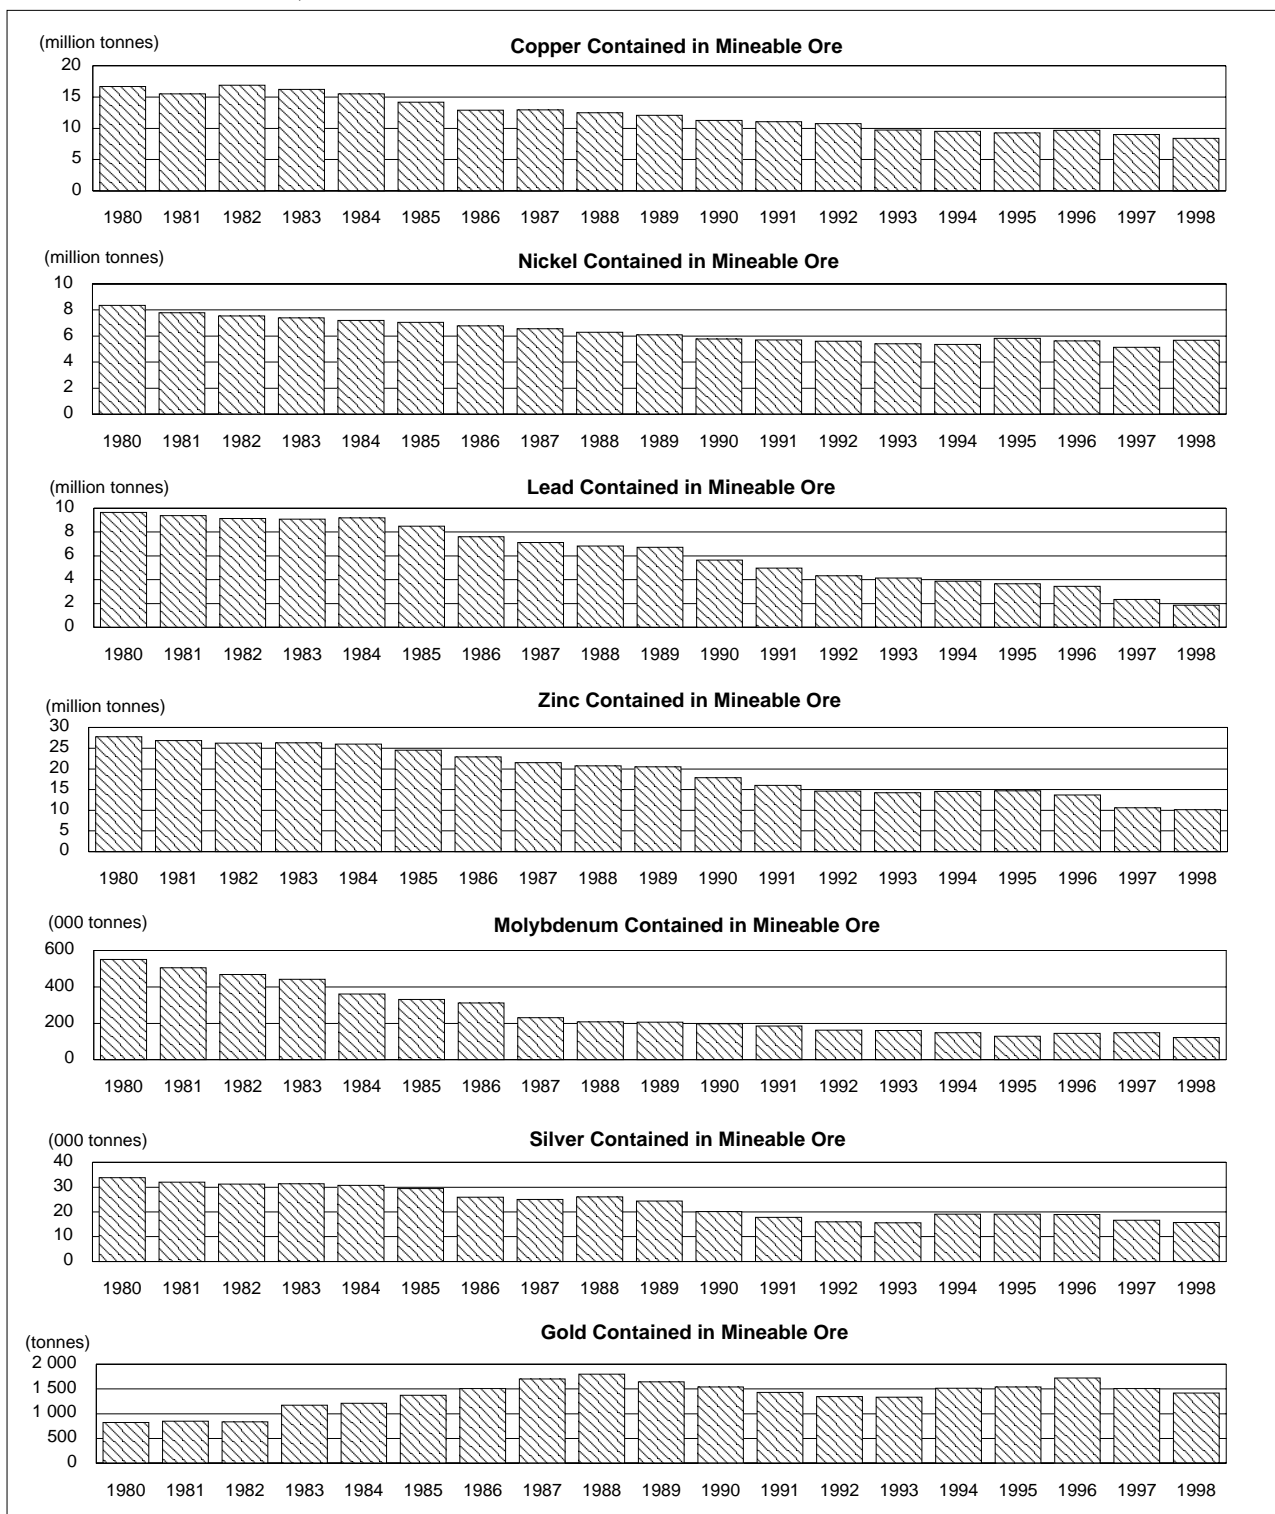 (million tonnes)
Copper Contained in Mineable Ore
20
15
10
5
0
1980 1981 1982 1983 1984 1985 1986 1987 1988 1989 1990 1991 1992 1993 1994 1995 1996 1997 1998
(million tonnes)
Nickel Contained in Mineable Ore
10
8
6
4
2
0
1980 1981 1982 1983 1984 1985 1986 1987 1988 1989 1990 1991 1992 1993 1994 1995 1996 1997 1998
(million tonnes)
Lead Contained in Mineable Ore
10
8
6
4
2
0
1980 1981 1982 1983 1984 1985 1986 1987 1988 1989 1990 1991 1992 1993 1994 1995 1996 1997 1998
(million tonnes)
Zinc Contained in Mineable Ore
30
25
20
15
10
5
0
1980 1981 1982 1983 1984 1985 1986 1987 1988 1989 1990 1991 1992 1993 1994 1995 1996 1997 1998
(000 tonnes)
Molybdenum Contained in Mineable Ore
600
400
200
0
1980 1981 1982 1983 1984 1985 1986 1987 1988 1989 1990 1991 1992 1993 1994 1995 1996 1997 1998
(000 tonnes)
Silver Contained in Mineable Ore
40
30
20
10
0
1980 1981 1982 1983 1984 1985 1986 1987 1988 1989 1990 1991 1992 1993 1994 1995 1996 1997 1998
(tonnes)
Gold Contained in Mineable Ore
2 000
1 500
1 000
500
0
1980 1981 1982 1983 1984 1985 1986 1987 1988 1989 1990 1991 1992 1993 1994 1995 1996 1997 1998